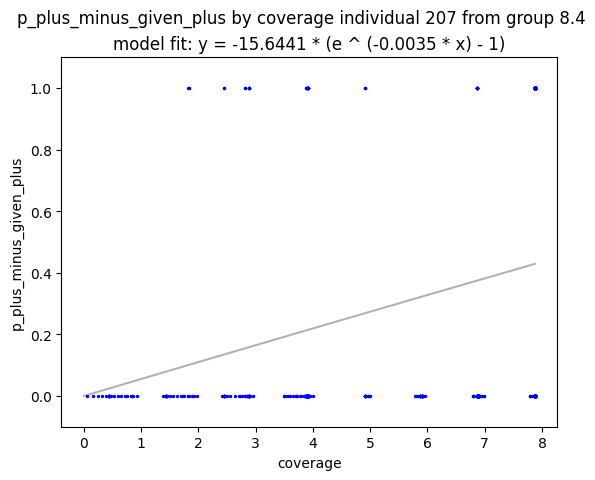 p_plus_minus_given_plus by coverage individual 207 from group 8.4
model fit: y = -15.6441 * (e ^ (-0.0035 * x) - 1)
1.0
0.8
0.6
0.4
0.2
0.0
p_plus_minus_given_plus
0 1 2 3 4 5 6 7 8
coverage